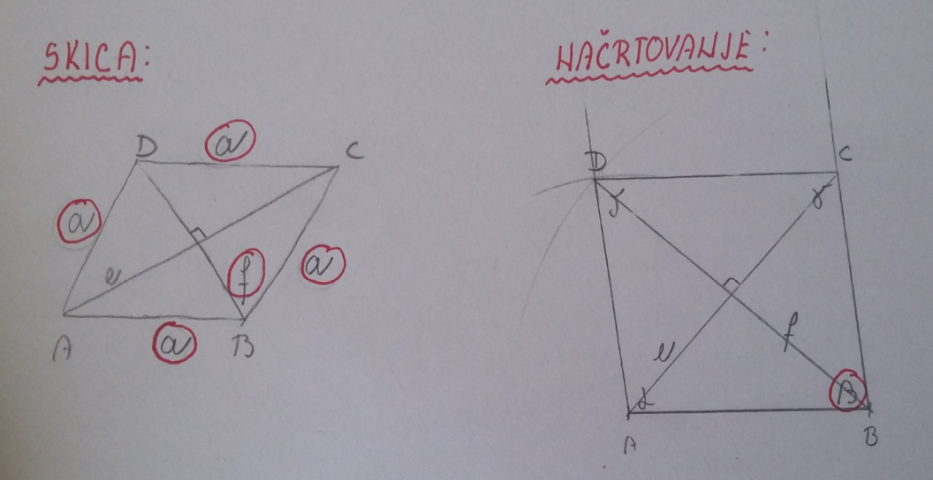 SKICA:
NAČRTOVANJE:
D a C
a e f a
A a B
D C
δ γ
e f
α β
A B